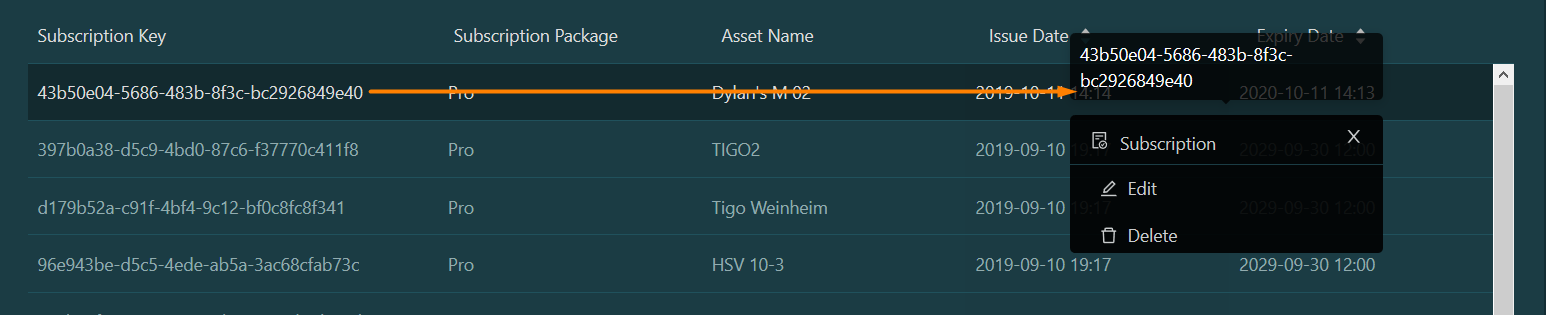 Subscription Key Subscription Package Asset Name Issue Date Expiry Date
43b50e04-5686-483b-8f3c-
bc2926849e40
43b50e04-5686-483b-8f3c-bc2926849e40 Pro Dylan's M 02 2019-10-11 14:14 2020-10-11 14:13
Subscription
397b0a38-d5c9-4bd0-87c6-f37770c411f8 Pro TIGO2 2019-09-10 19:17 2029-09-30 12:00
Edit
d179b52a-c91f-4bf4-9c12-bf0c8fc8f341 Pro Tigo Weinheim 2019-09-10 19:17 2029-09-30 12:00
Delete
96e943be-d5c5-4ede-ab5a-3ac68cfab73c Pro HSV 10-3 2019-09-10 19:17 2029-09-30 12:00